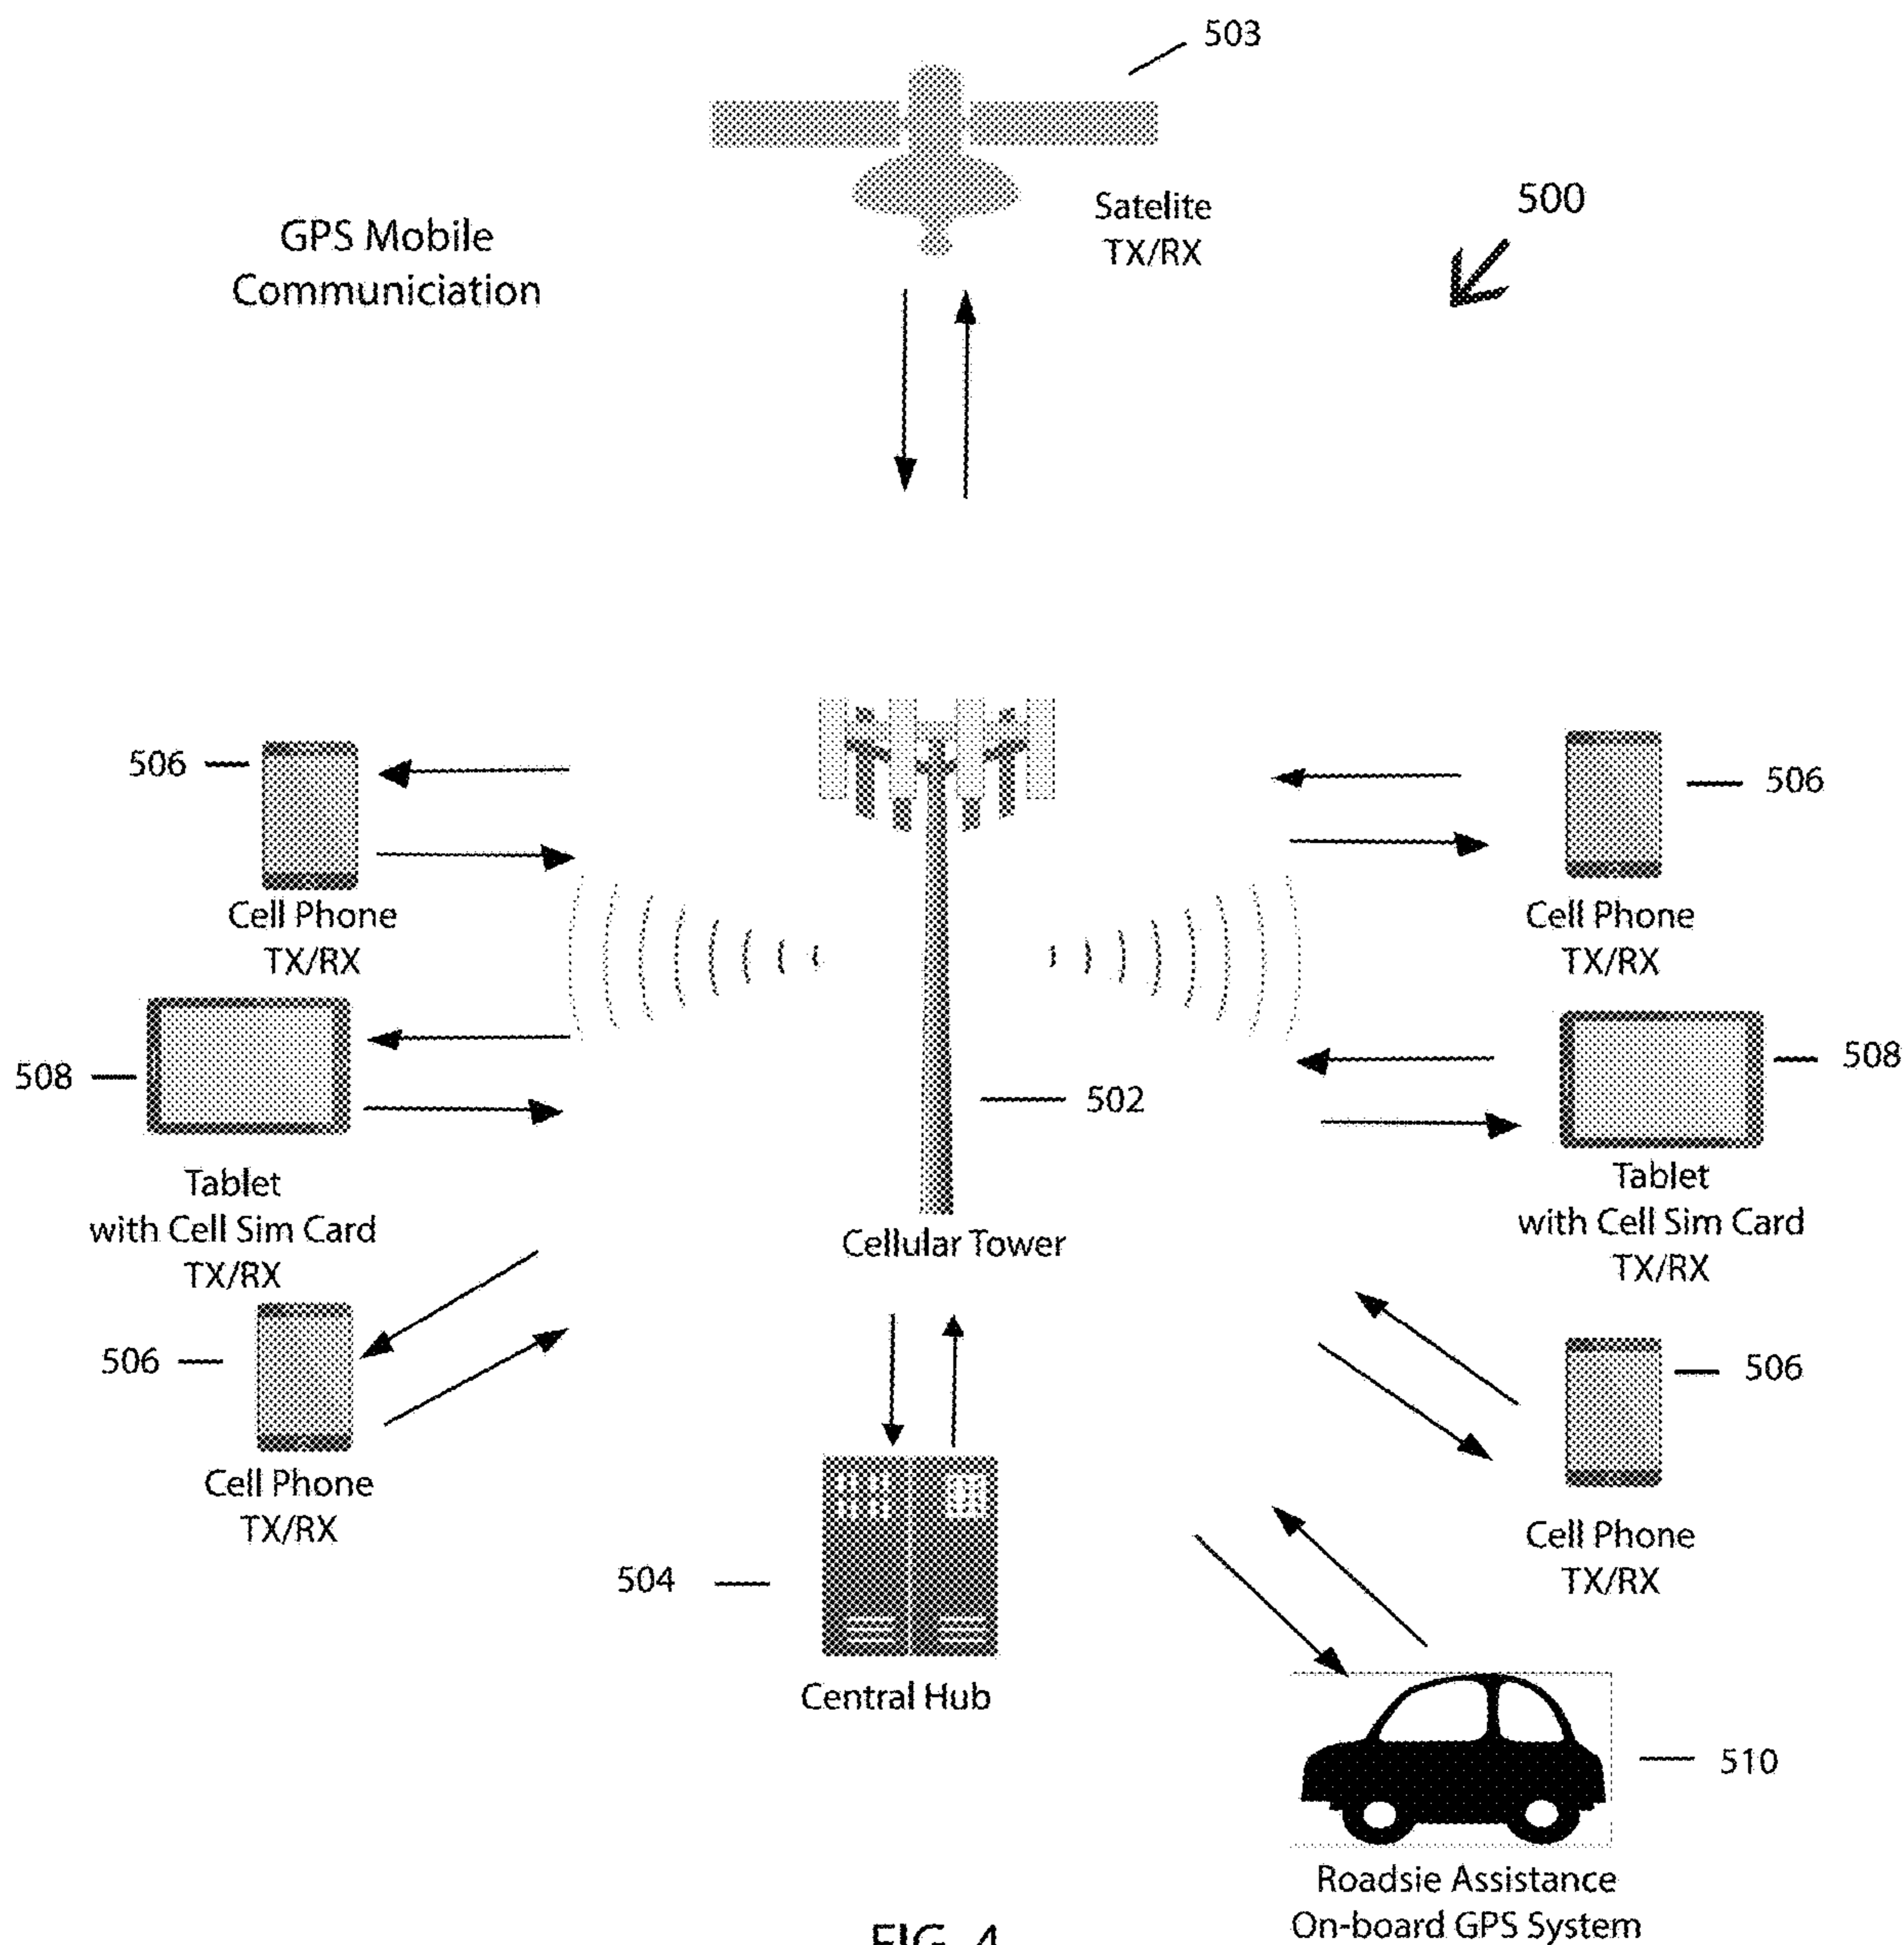 503
500
Satelite
TX/RX
GPS Mobile
Communiciation
506
506
Cell Phone
TX/RX
Cell Phone
TX/RX
508
508
502
Tablet
with Cell Sim Card
TX/RX
Cellular Tower
Tablet
with Cell Sim Card
TX/RX
506
506
Cell Phone
TX/RX
504
Cell Phone
TX/RX
Central Hub
510
Roadsie Assistance
On-board GPS System
FIG. 4